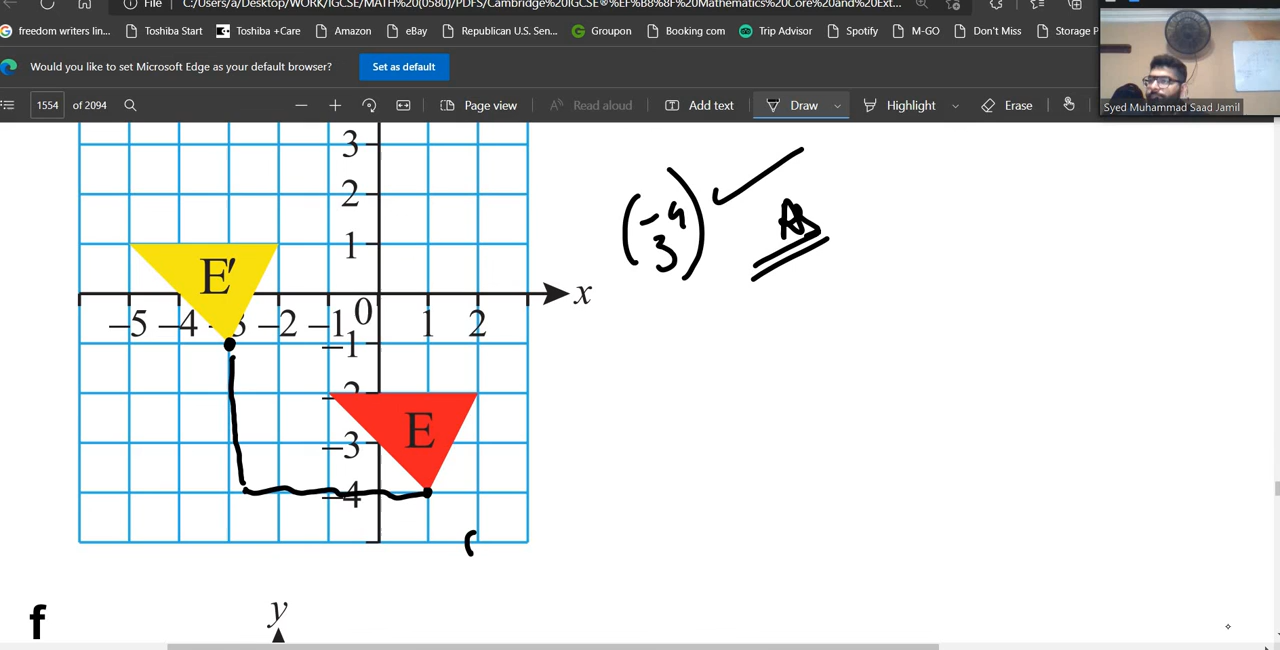 File C:/Users/a/Desktop/WORK/IGCSE/MATH%20(0580)/PDFS/Cambridge%20IGCSE®%EF%B8%8F%20Mathematics%20Core%20and%20Ext...
freedom writers lin... Toshiba Start Toshiba +Care Amazon eBay Republican U.S. Sen... Groupon Booking com Trip Advisor Spotify M-GO Don't Miss Storage P
Would you like to set Microsoft Edge as your default browser? Set as default
1554 of 2094 Page view Read aloud Add text Draw Highlight Erase
Syed Muhammad Saad Jamil
3
2
1
E′
x
−5 −4 −3 −2 −1 0 1 2
−1
−2
E
−3
−4
(−4
3)
f
y